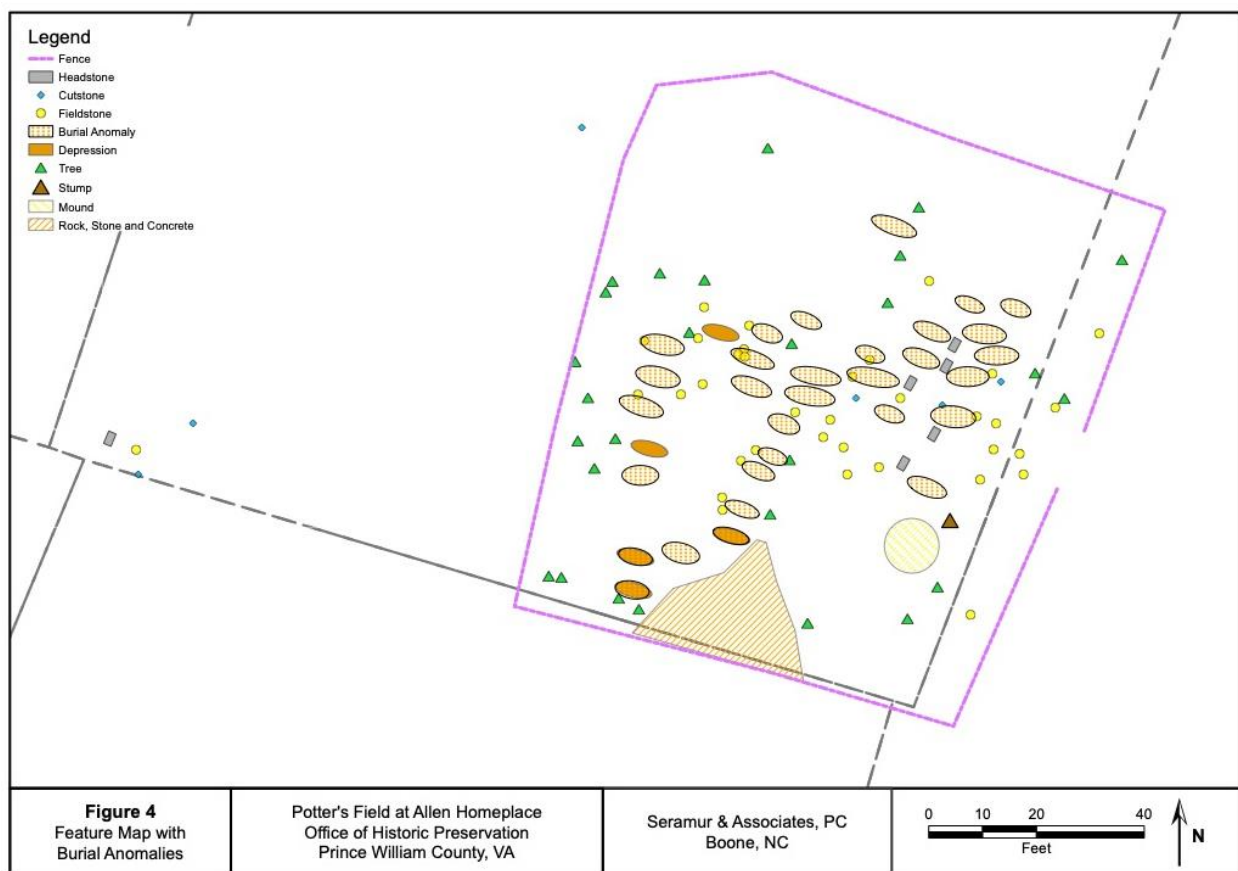 Legend
Fence
Headstone
Cutstone
Fieldstone
Burial Anomaly
Depression
Tree
Stump
Mound
Rock, Stone and Concrete
Figure 4
Feature Map with
Burial Anomalies
Potter's Field at Allen Homeplace
Office of Historic Preservation
Prince William County, VA
Seramur & Associates, PC
Boone, NC
0 10 20 40
Feet
N